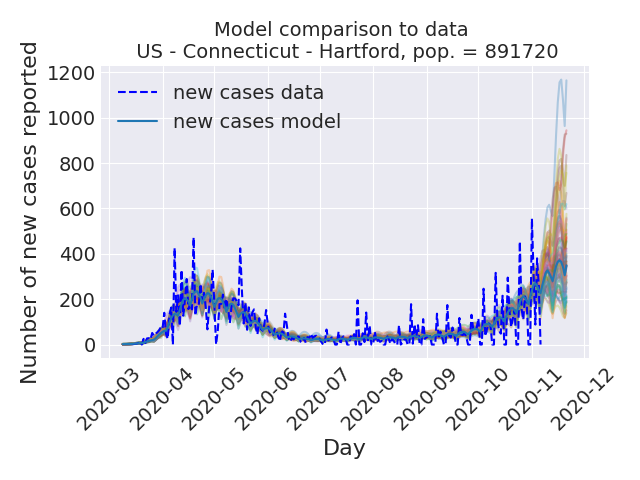 Model comparison to data
US - Connecticut - Hartford, pop. = 891720
Number of new cases reported
1200
1000
800
600
400
200
0
new cases data
new cases model
2020-03
2020-04
2020-05
2020-06
2020-07
2020-08
2020-09
2020-10
2020-11
2020-12
Day